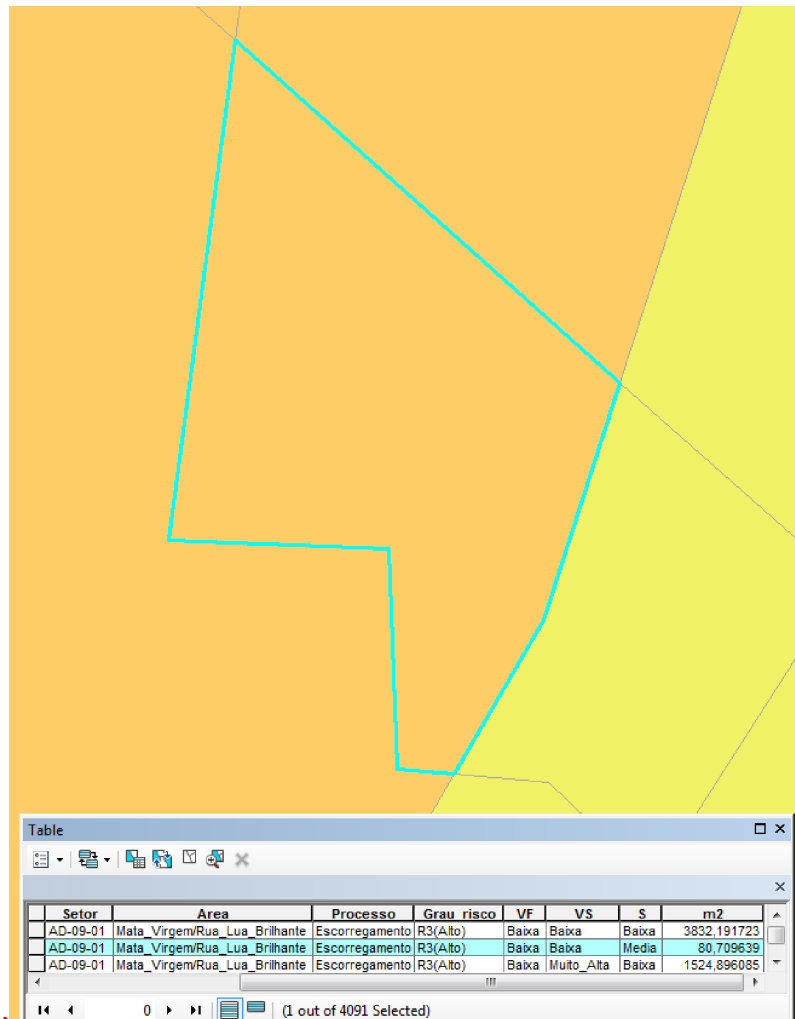 Table
Setor Area Processo Grau_risco VF VS S m2
AD-09-01 Mata_Virgem/Rua_Lua_Brilhante Escorregamento R3(Alto) Baixa Baixa Baixa 3832,191723
AD-09-01 Mata_Virgem/Rua_Lua_Brilhante Escorregamento R3(Alto) Baixa Baixa Media 80,709639
AD-09-01 Mata_Virgem/Rua_Lua_Brilhante Escorregamento R3(Alto) Baixa Muito_Alta Baixa 1524,896085
0 (1 out of 4091 Selected)